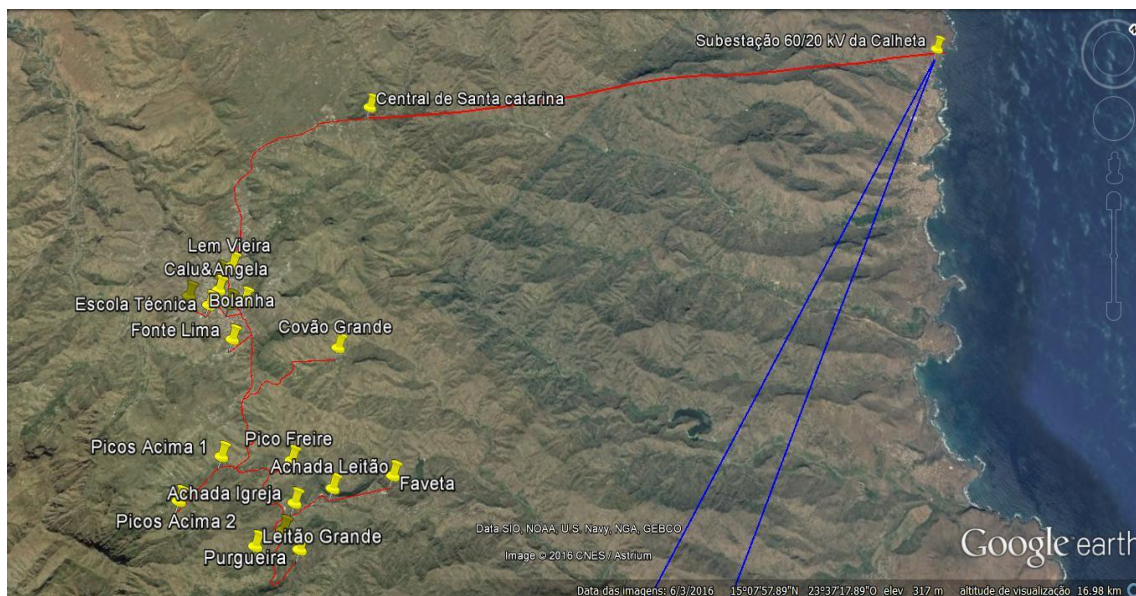 Subestação 60/20 kV da Calheta
Central de Santa catarina
Lem Vieira
Calu&Angela
Escola Técnica
Bolanha
Fonte Lima
Covão Grande
Picos Acima 1
Pico Freire
Achada Leitão
Faveta
Achada Igreja
Picos Acima 2
Leitão Grande
Purgueira
Data SIO, NOAA, U.S. Navy, NGA, GEBCO
Image © 2016 CNES / Astrium
Google earth
Data das imagens: 6/3/2016 15°07'57.89"N 23°37'17.89"O elev 317 m altitude de visualização 16.98 km